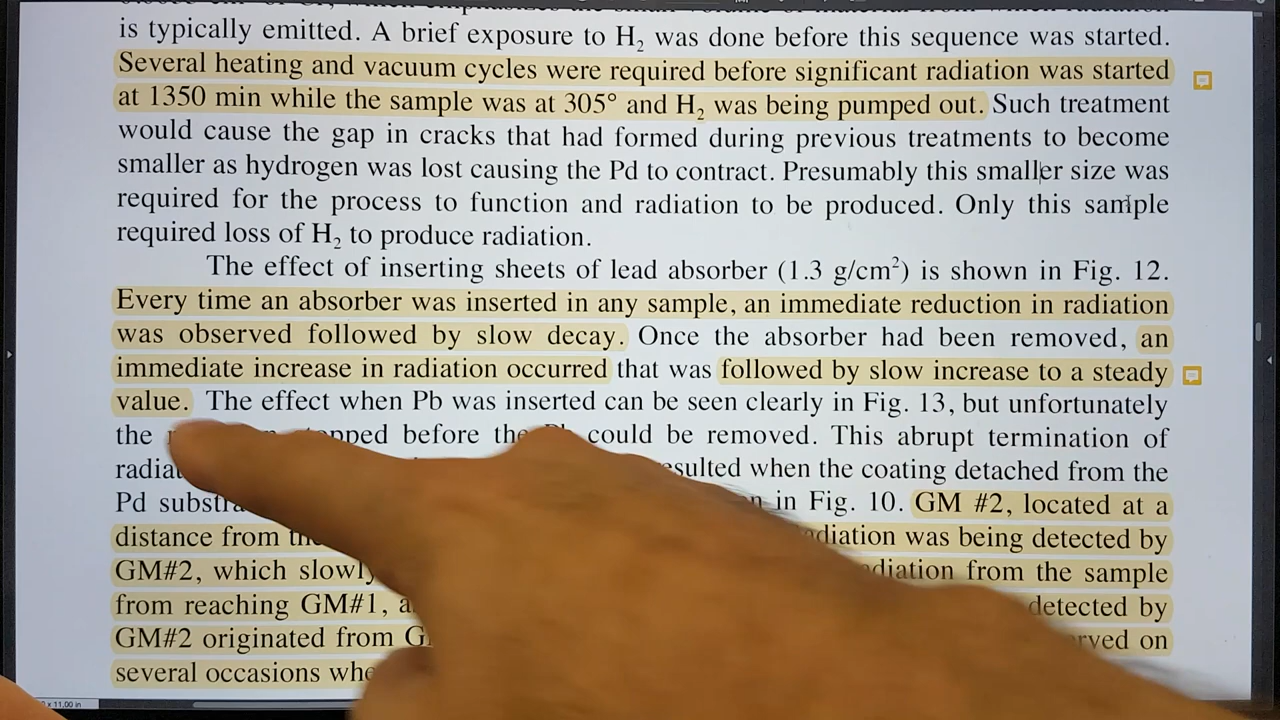 is typically emitted. A brief exposure to H₂ was done before this sequence was started.
Several heating and vacuum cycles were required before significant radiation was started
at 1350 min while the sample was at 305° and H₂ was being pumped out. Such treatment
would cause the gap in cracks that had formed during previous treatments to become
smaller as hydrogen was lost causing the Pd to contract. Presumably this smaller size was
required for the process to function and radiation to be produced. Only this sample
required loss of H₂ to produce radiation.
The effect of inserting sheets of lead absorber (1.3 g/cm²) is shown in Fig. 12.
Every time an absorber was inserted in any sample, an immediate reduction in radiation
was observed followed by slow decay. Once the absorber had been removed, an
immediate increase in radiation occurred that was followed by slow increase to a steady
value. The effect when Pb was inserted can be seen clearly in Fig. 13, but unfortunately
the before the could be removed. This abrupt termination of
resulted when the coating detached from the
Pd in Fig. 10. GM #2, located at a
distance from radiation was being detected by
GM#2, which slowly radiation from the sample
from reaching GM#1, detected by
GM#2 originated from on
several occasions
x 11,00 in